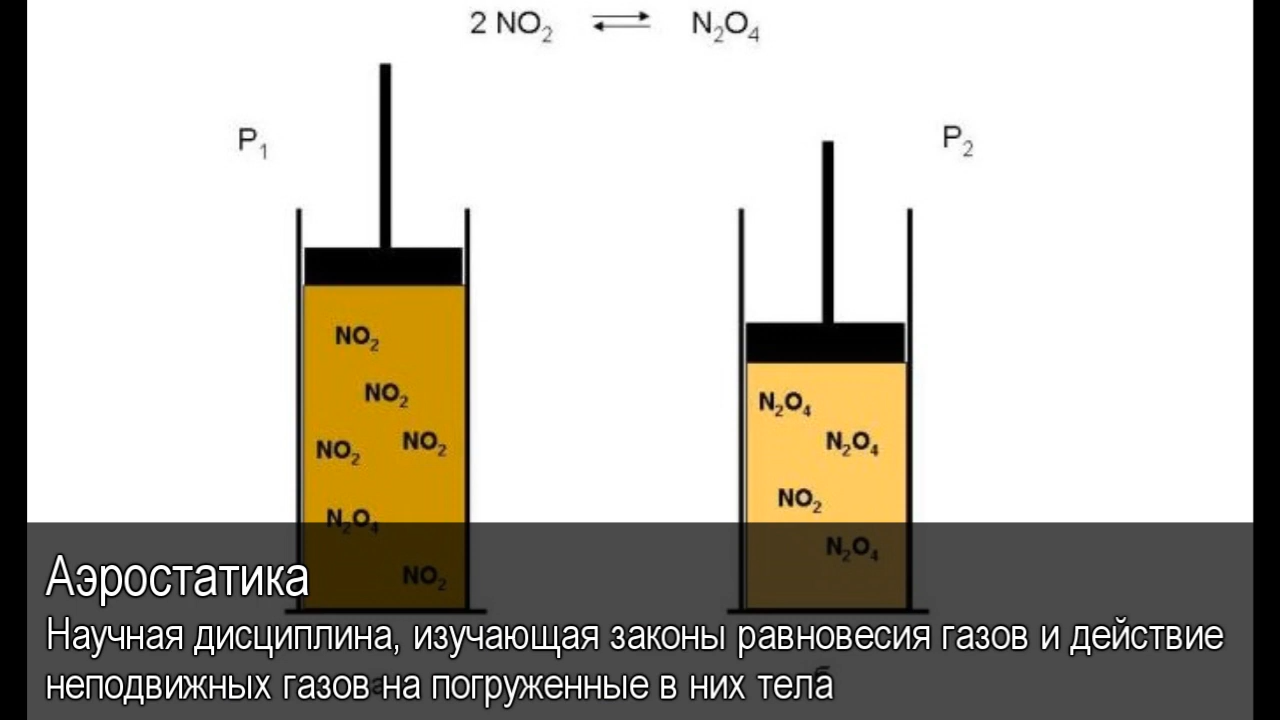 2 NO₂ ⇌ N₂O₄
P₁
P₂
NO₂
NO₂
NO₂
NO₂
N₂O₄
NO₂
N₂O₄
N₂O₄
NO₂
N₂O₄
Аэростатика
Научная дисциплина, изучающая законы равновесия газов и действие
неподвижных газов на погруженные в них тела